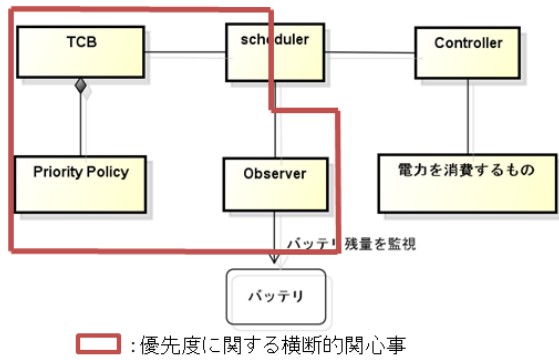 TCB
scheduler
Controller
Priority Policy
Observer
電力を消費するもの
バッテリ残量を監視
バッテリ
:優先度に関する横断的関心事